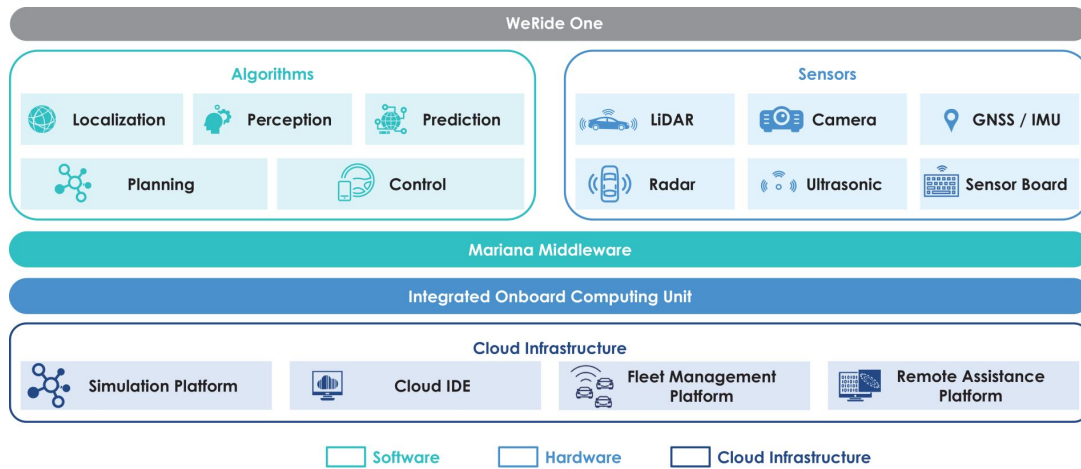 WeRide One
Algorithms
Localization
Perception
Prediction
Planning
Control
Sensors
LiDAR
Camera
GNSS / IMU
Radar
Ultrasonic
Sensor Board
Mariana Middleware
Integrated Onboard Computing Unit
Cloud Infrastructure
Simulation Platform
Cloud IDE
Fleet Management
Platform
Remote Assistance
Platform
Software
Hardware
Cloud Infrastructure